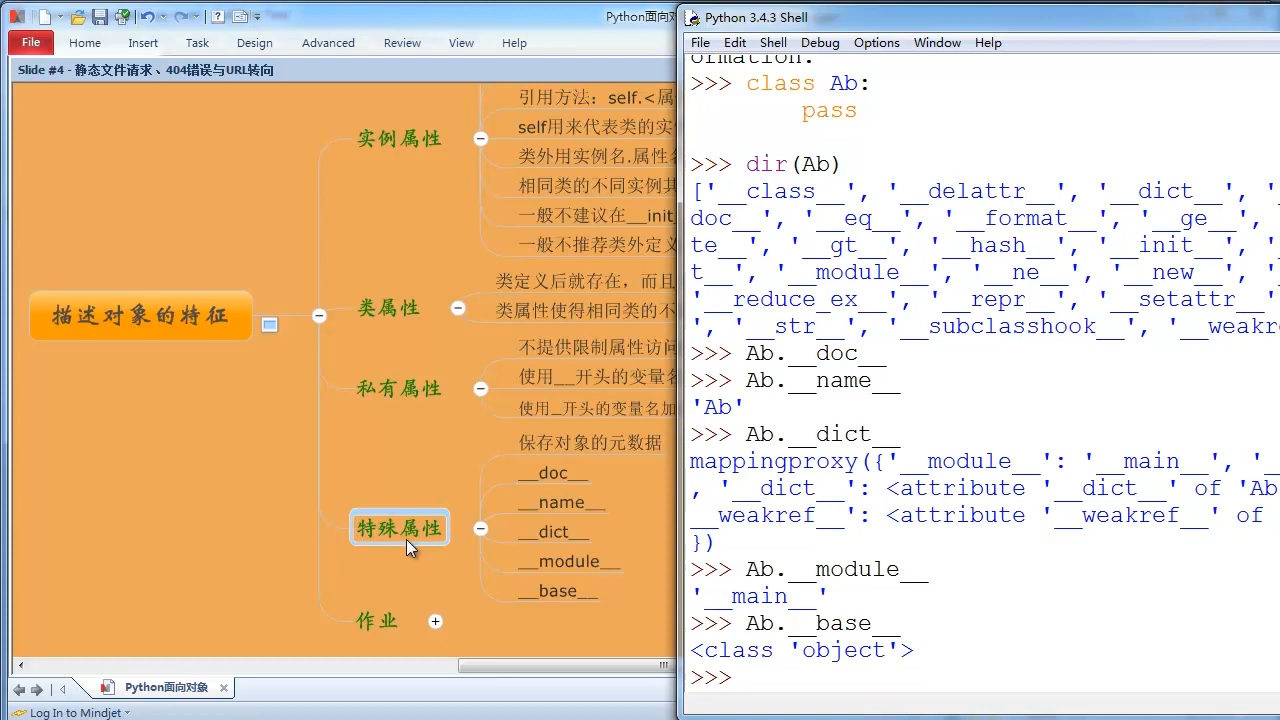 Python面向对
File Home Insert Task Design Advanced Review View Help
Slide #4 - 静态文件请求、404错误与URL转向
描述对象的特征
实例属性
引用方法：self.<属
self用来代表类的实
类外用实例名.属性名
相同类的不同实例其
一般不建议在__init_
一般不推荐类外定义
类属性
类定义后就存在，而且
类属性使得相同类的不
私有属性
不提供限制属性访问
使用__开头的变量名
使用_开头的变量名加
特殊属性
保存对象的元数据
__doc__
__name__
__dict__
__module__
__base__
作业
Python面向对象
Log In to Mindjet
Python 3.4.3 Shell
File Edit Shell Debug Options Window Help
ormation.
>>> class Ab:
pass
>>> dir(Ab)
['__class__', '__delattr__', '__dict__', '
doc__', '__eq__', '__format__', '__ge__',
te__', '__gt__', '__hash__', '__init__',
t__', '__module__', '__ne__', '__new__', '
'__reduce_ex__', '__repr__', '__setattr__'
, '__str__', '__subclasshook__', '__weakre
>>> Ab.__doc__
>>> Ab.__name__
'Ab'
>>> Ab.__dict__
mappingproxy({'__module__': '__main__', '_
, '__dict__': <attribute '__dict__' of 'Ab
__weakref__': <attribute '__weakref__' of
})
>>> Ab.__module__
'__main__'
>>> Ab.__base__
<class 'object'>
>>>